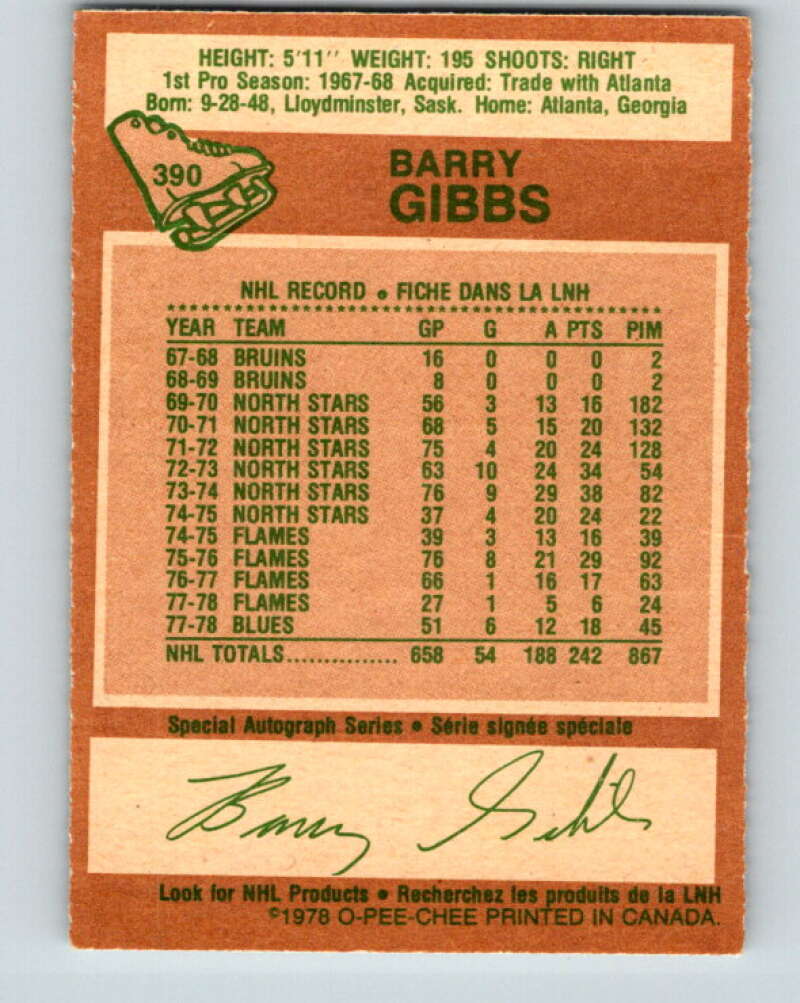 HEIGHT: 5'11" WEIGHT: 195 SHOOTS: RIGHT
1st Pro Season: 1967-68 Acquired: Trade with Atlanta
Born: 9-28-48, Lloydminster, Sask. Home: Atlanta, Georgia
390
BARRY
GIBBS
NHL RECORD • FICHE DANS LA LNH
YEAR TEAM GP G A PTS PIM
67-68 BRUINS 16 0 0 0 2
68-69 BRUINS 8 0 0 0 2
69-70 NORTH STARS 56 3 13 16 182
70-71 NORTH STARS 68 5 15 20 132
71-72 NORTH STARS 75 4 20 24 128
72-73 NORTH STARS 63 10 24 34 54
73-74 NORTH STARS 76 9 29 38 82
74-75 NORTH STARS 37 4 20 24 22
74-75 FLAMES 39 3 13 16 39
75-76 FLAMES 76 8 21 29 92
76-77 FLAMES 66 1 16 17 63
77-78 FLAMES 27 1 5 6 24
77-78 BLUES 51 6 12 18 45
NHL TOTALS............... 658 54 188 242 867
Special Autograph Series • Série signée spéciale
Barry Gibbs
Look for NHL Products • Recherchez les produits de la LNH
©1978 O-PEE-CHEE PRINTED IN CANADA.